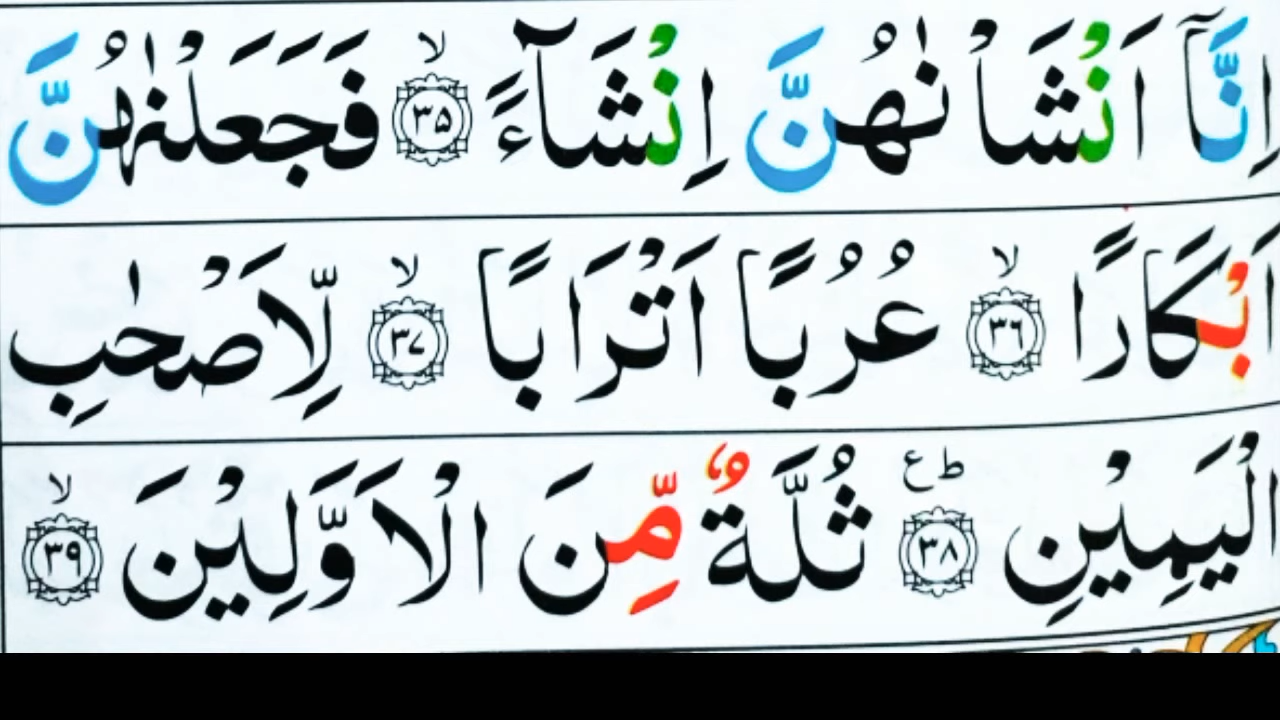 اِنَّاۤ اَنْشَاْنٰهُنَّ اِنْشَآءً ۙ‏﴿۳۵﴾ فَجَعَلْنٰهُنَّ
اَبْكَارًا ۙ‏﴿۳۶﴾ عُرُبًا اَتْرَابًا ۙ‏﴿۳۷﴾ لِّاَصْحٰبِ
الْيَمِيْنِ ﴿۳۸﴾ ؕ ع ثُلَّةٌ مِّنَ الْاَوَّلِيْنَ ۙ‏﴿۳۹﴾